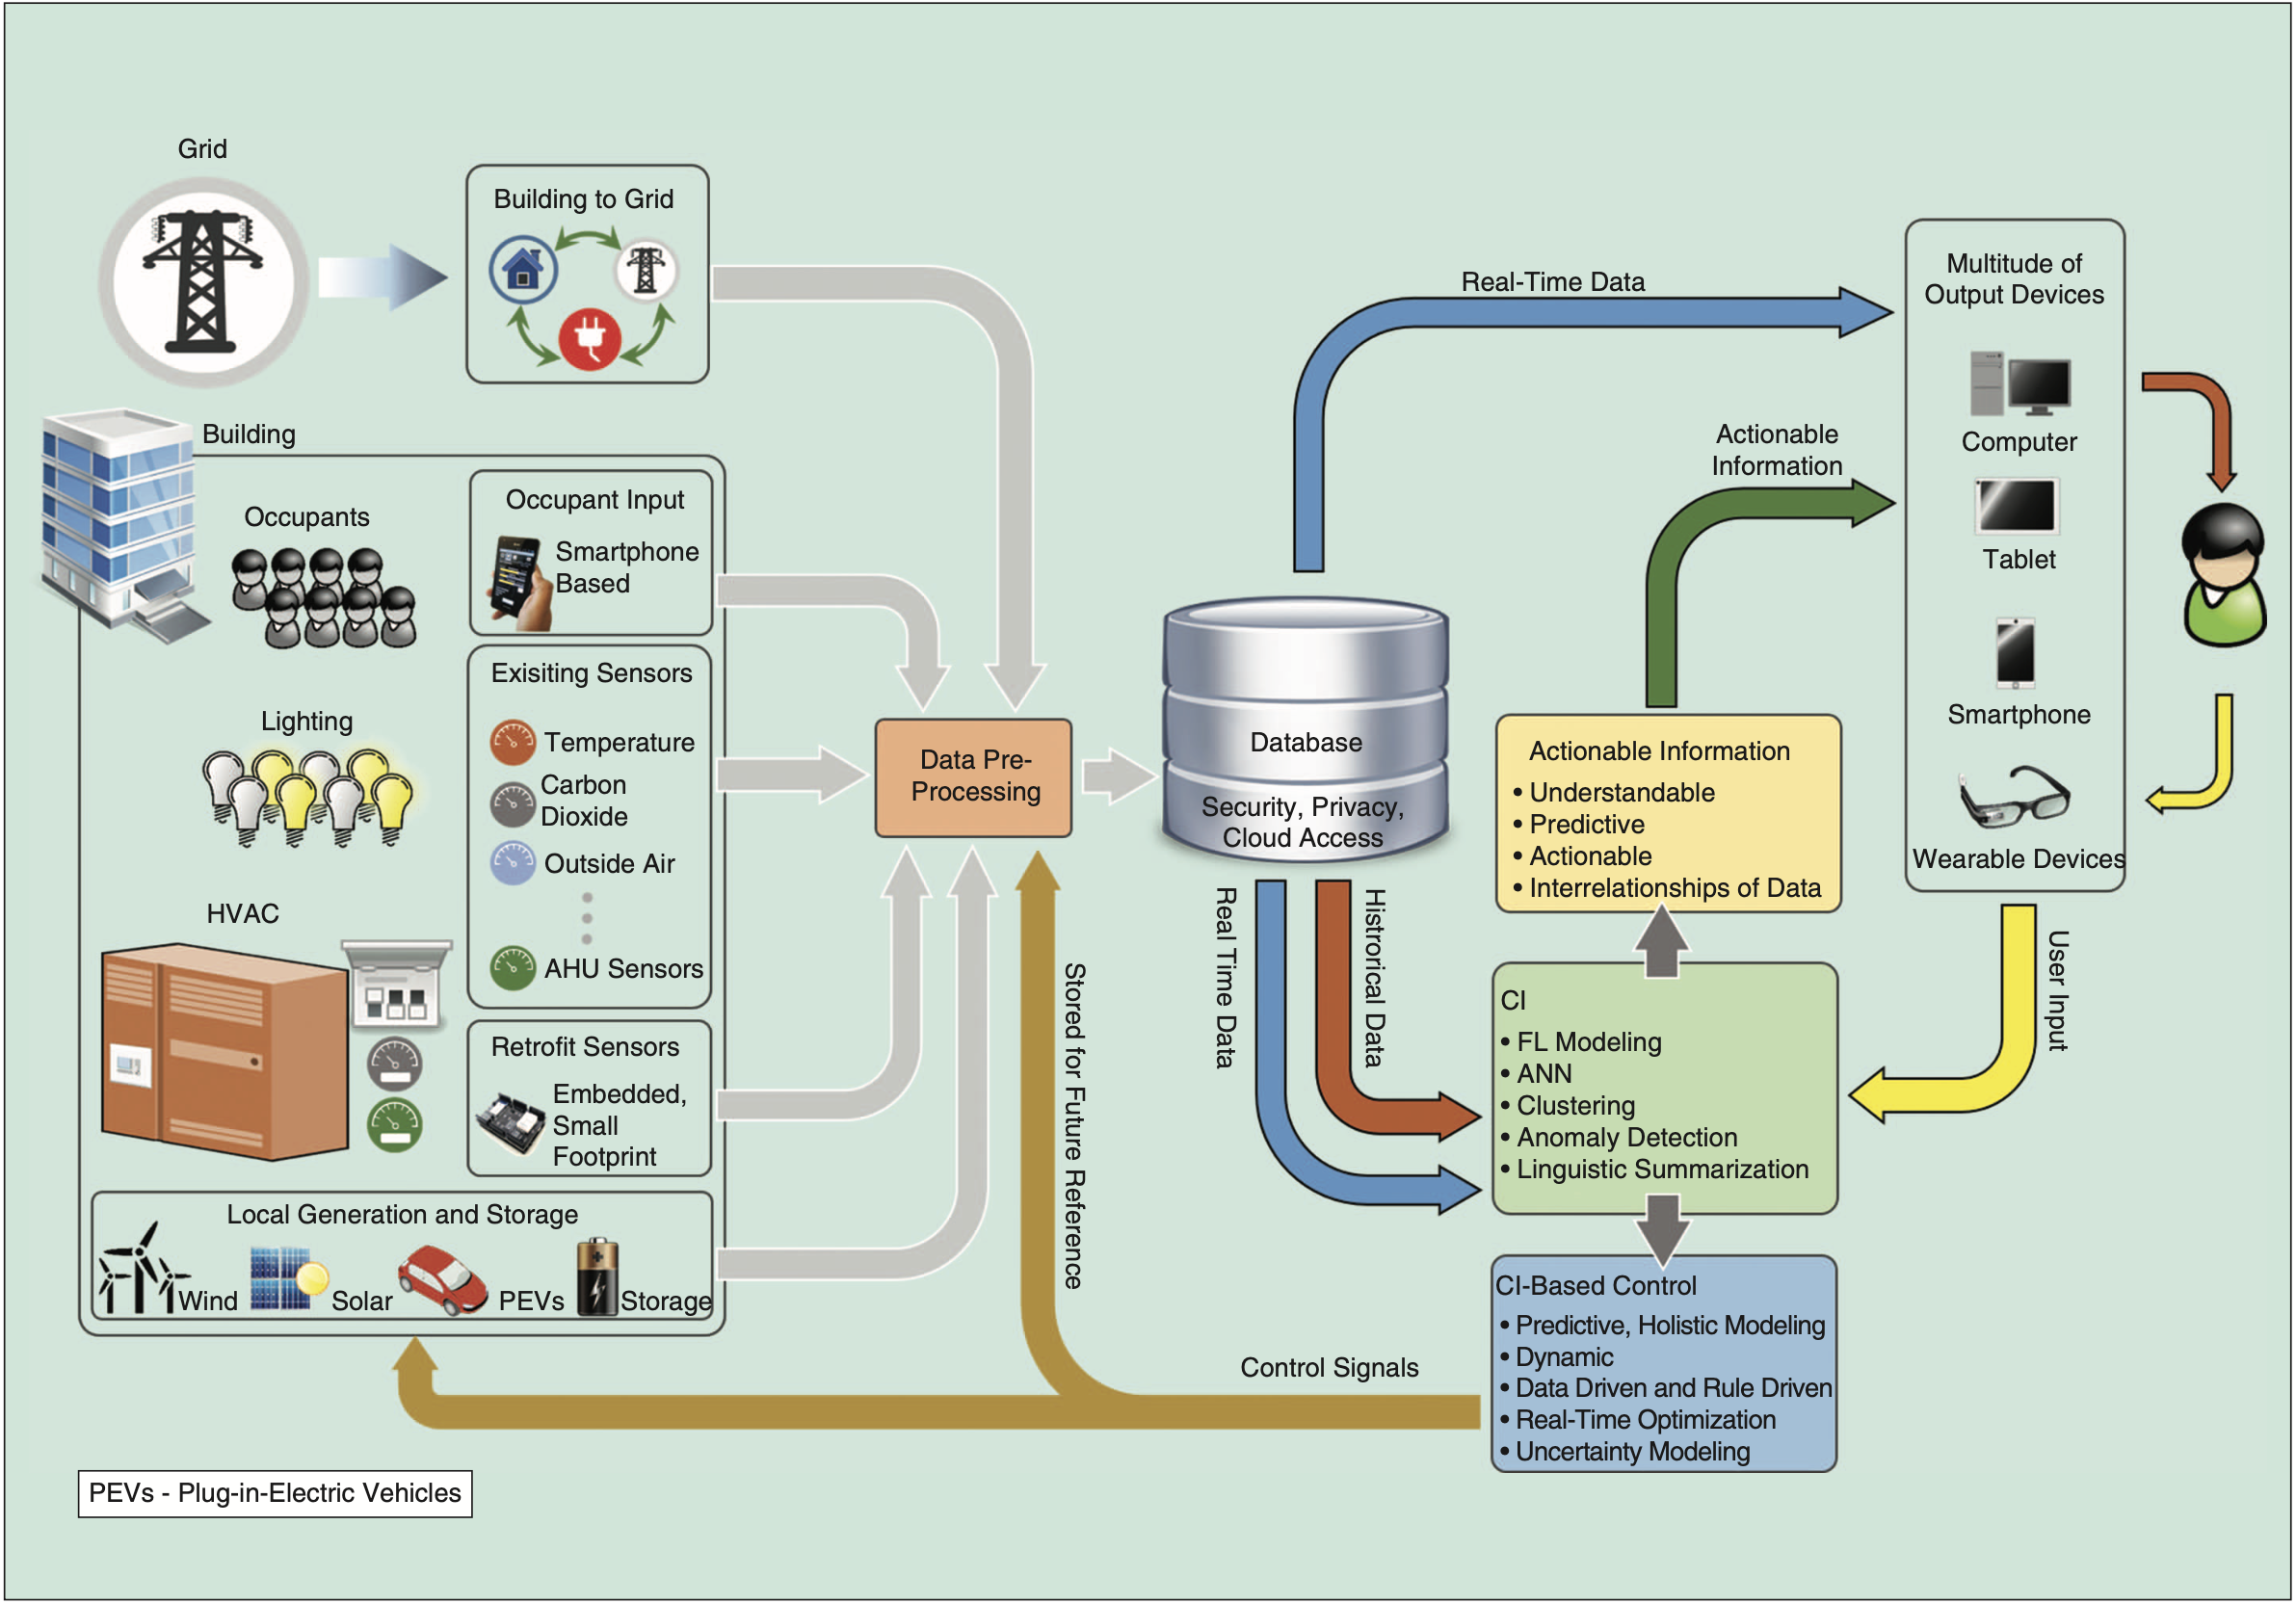 Grid
Building to Grid
Building
Occupants
Occupant Input
Smartphone
Based
Exisiting Sensors
Temperature
Carbon
Dioxide
Outside Air
AHU Sensors
Lighting
HVAC
Retrofit Sensors
Embedded,
Small
Footprint
Local Generation and Storage
Wind
Solar
PEVs
Storage
PEVs - Plug-in-Electric Vehicles
Data Pre-
Processing
Stored for Future Reference
Control Signals
Database
Security, Privacy,
Cloud Access
Real Time Data
Histrorical Data
Real-Time Data
Actionable
Information
Actionable Information
• Understandable
• Predictive
• Actionable
• Interrelationships of Data
CI
• FL Modeling
• ANN
• Clustering
• Anomaly Detection
• Linguistic Summarization
CI-Based Control
• Predictive, Holistic Modeling
• Dynamic
• Data Driven and Rule Driven
• Real-Time Optimization
• Uncertainty Modeling
Multitude of
Output Devices
Computer
Tablet
Smartphone
Wearable Devices
User Input